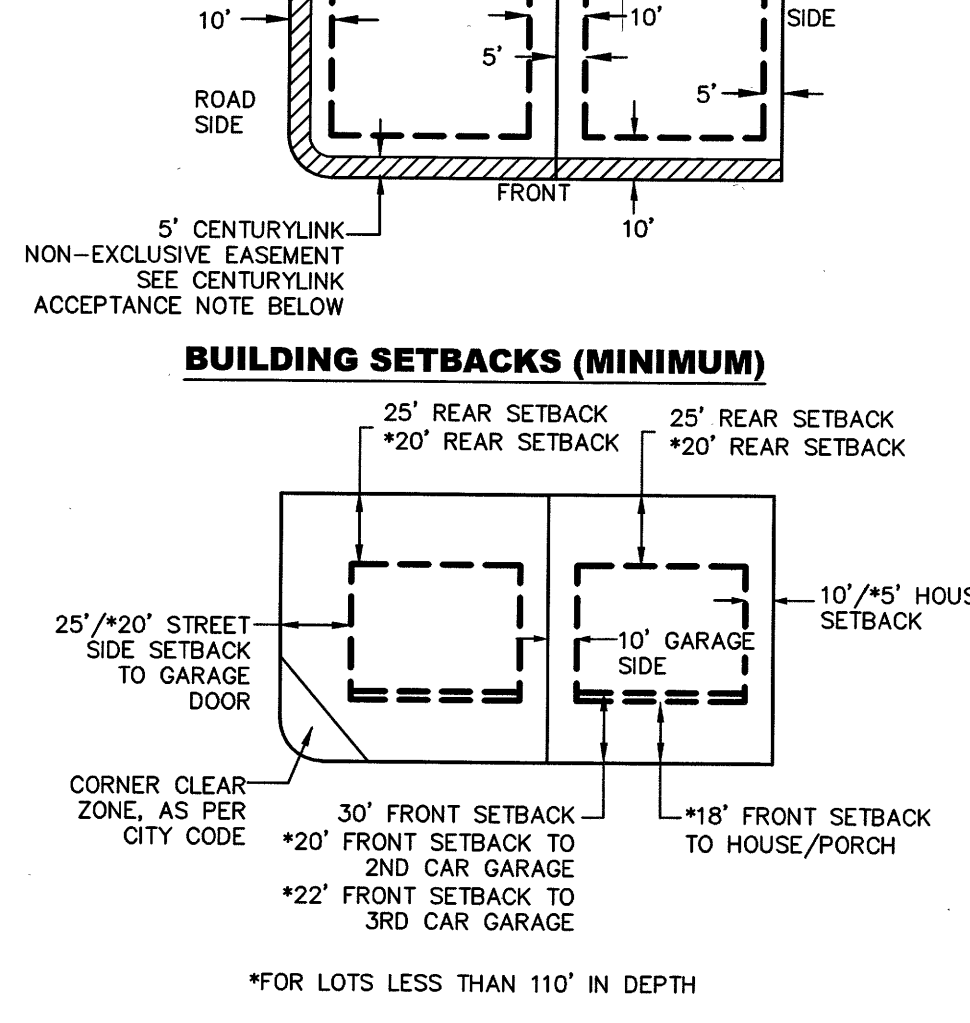 10'
10'
SIDE
5'
5'
ROAD
SIDE
FRONT
10'
5' CENTURYLINK
NON-EXCLUSIVE EASEMENT
SEE CENTURYLINK
ACCEPTANCE NOTE BELOW
BUILDING SETBACKS (MINIMUM)
25' REAR SETBACK
*20' REAR SETBACK
25' REAR SETBACK
*20' REAR SETBACK
25'/*20' STREET
SIDE SETBACK
TO GARAGE
DOOR
10' GARAGE
SIDE
10'/*5'
SETBACK
CORNER CLEAR
ZONE, AS PER
CITY CODE
30' FRONT SETBACK
*20' FRONT SETBACK TO
2ND CAR GARAGE
*22' FRONT SETBACK TO
3RD CAR GARAGE
*18' FRONT SETBACK
TO HOUSE/PORCH
*FOR LOTS LESS THAN 110' IN DEPTH